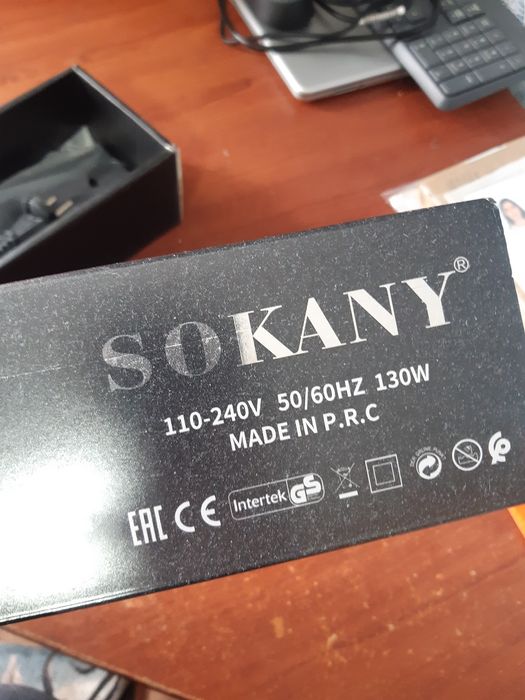 SOKANY®
110-240V 50/60HZ 130W
MADE IN P.R.C
EAC CE Intertek GS